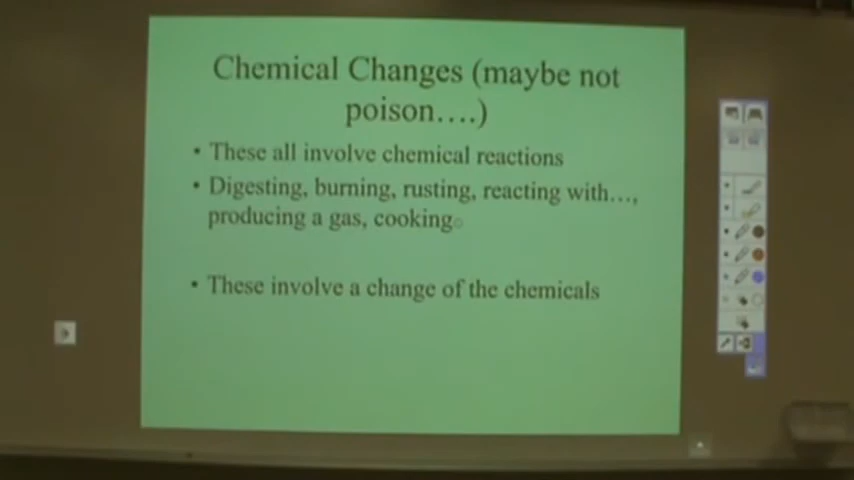 Chemical Changes (maybe not
poison….)
• These all involve chemical reactions
• Digesting, burning, rusting, reacting with…,
producing a gas, cooking
• These involve a change of the chemicals